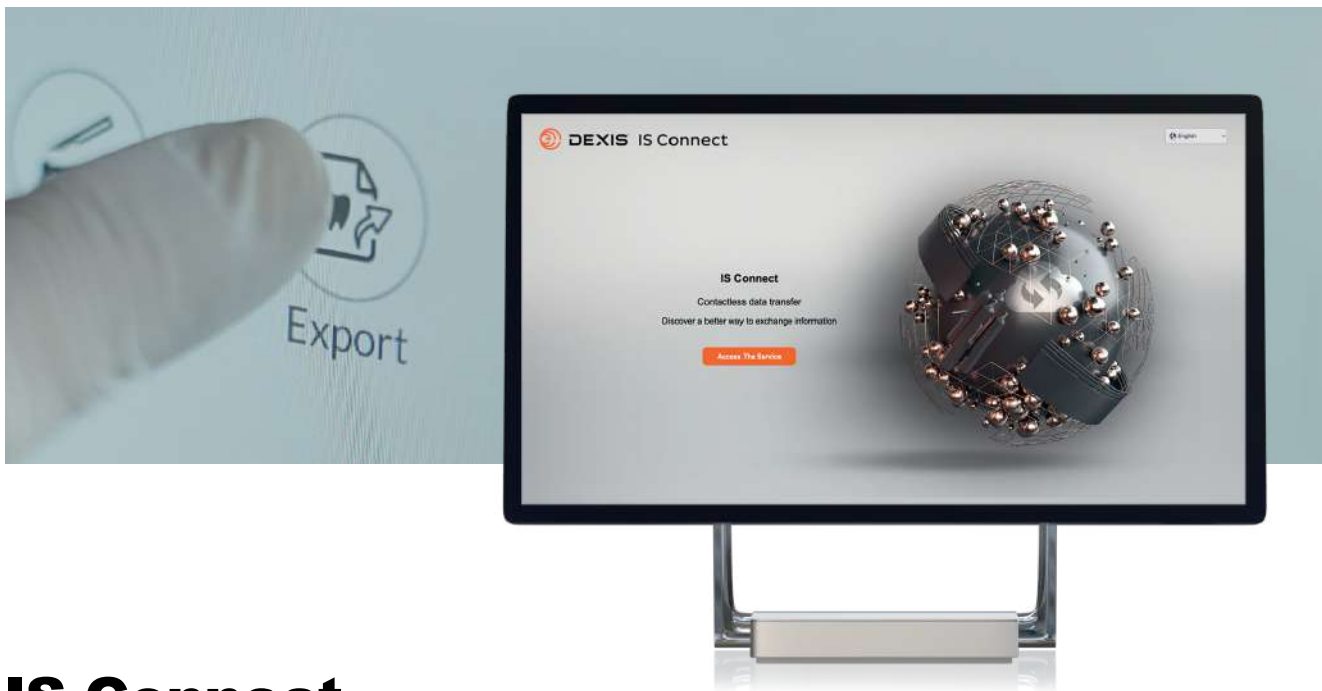 Export
DEXIS IS Connect
English
IS Connect
Contactless data transfer
Discover a better way to exchange information
Access The Service
IS Connect